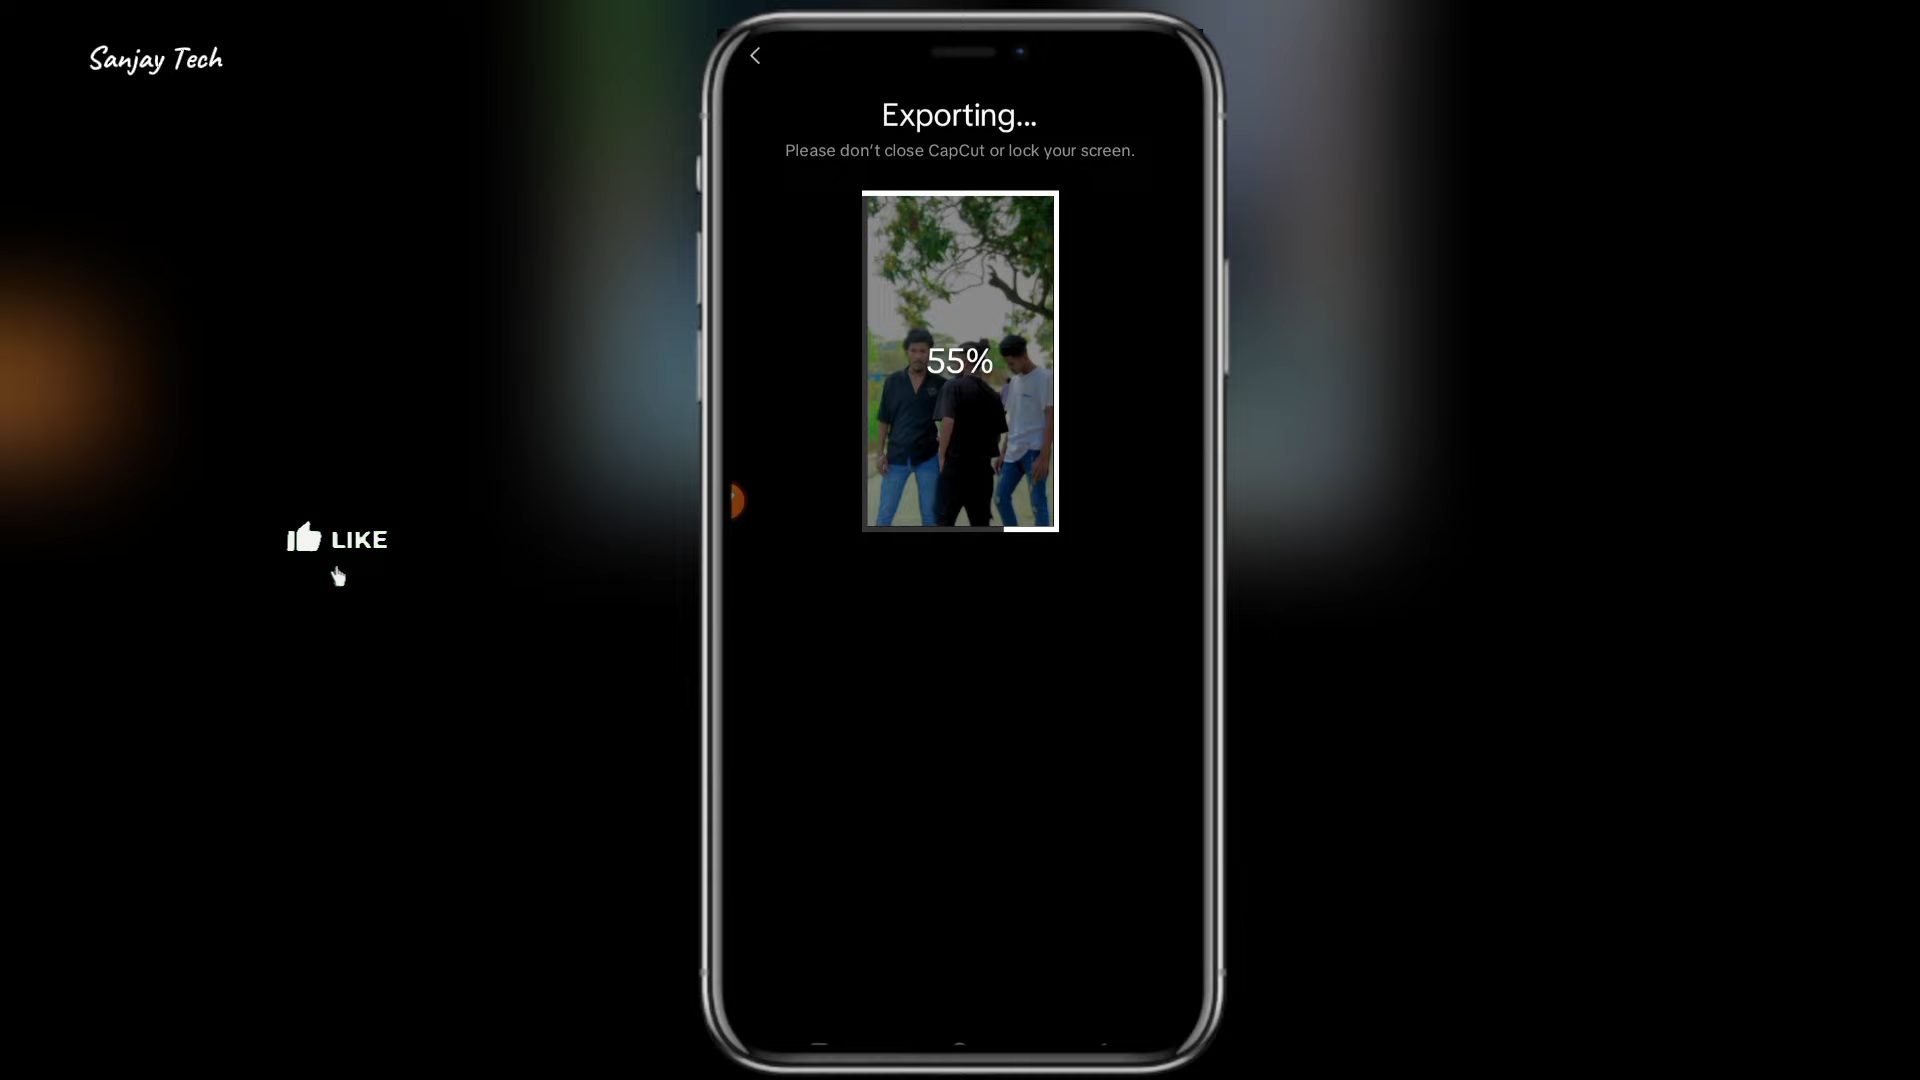 Sanjay Tech
Exporting...
Please don't close CapCut or lock your screen.
55%
LIKE